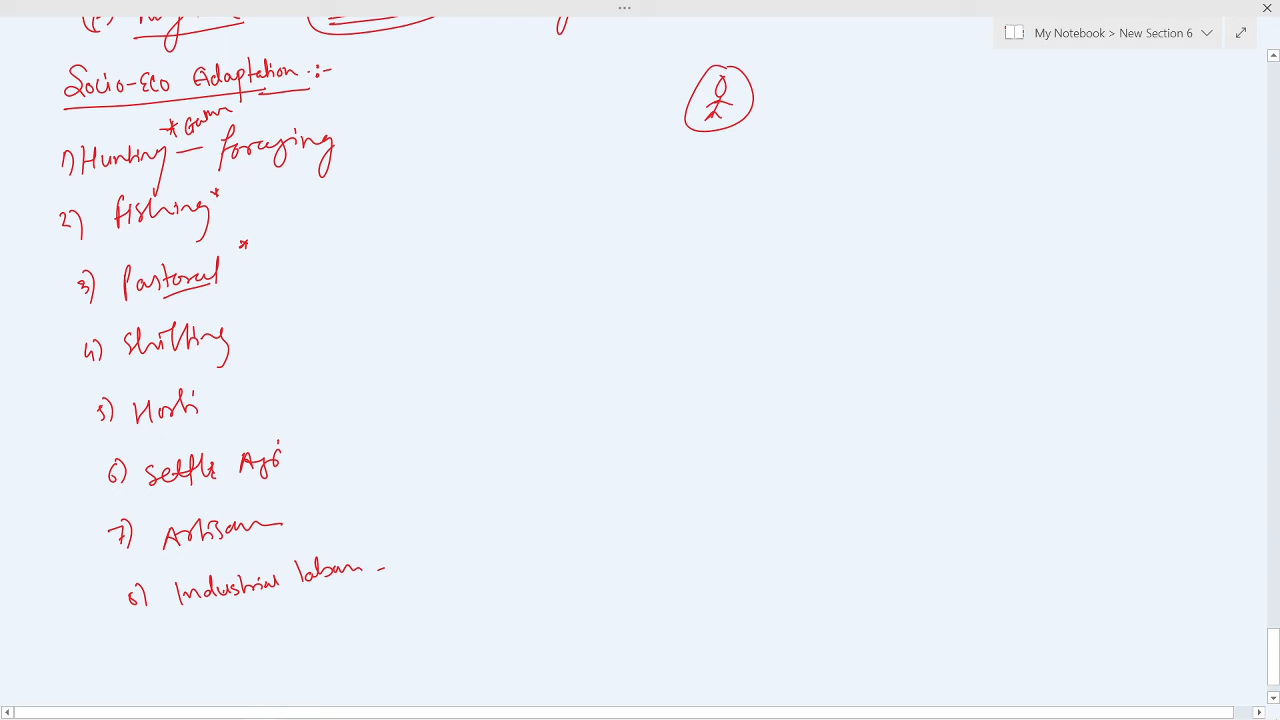 My Notebook > New Section 6
Socio-Eco Adaptation :-
* Gather
1) Hunting — foraging
2) fishing *
3) Pastoral *
4) Shifting
5) Horti
6) Settle Agri
7) Artisan
8) Industrial labour -